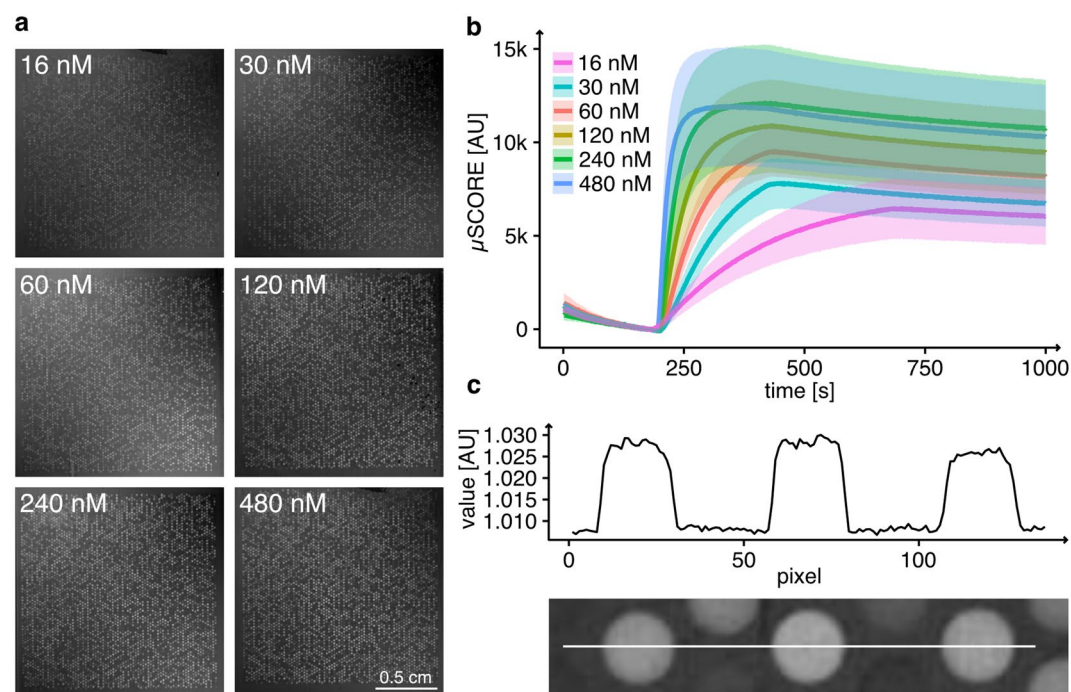 a
16 nM
30 nM
60 nM
120 nM
240 nM
480 nM
0.5 cm
b
µSCORE [AU]
15k
10k
5k
0
16 nM
30 nM
60 nM
120 nM
240 nM
480 nM
0 250 500 750 1000
time [s]
c
value [AU]
1.030
1.025
1.015
1.010
0 50 100
pixel